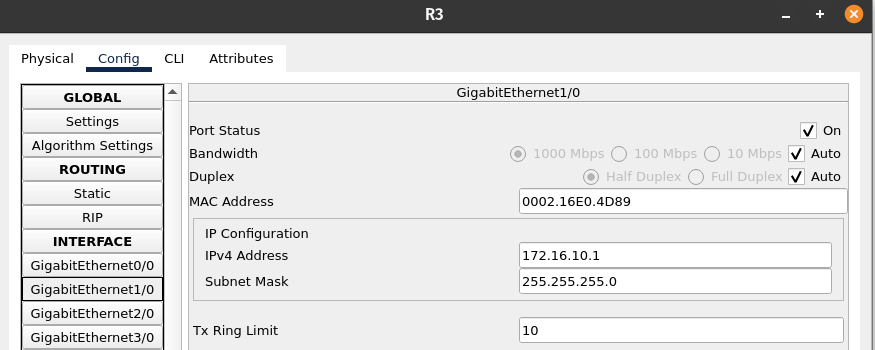 R3
Physical Config CLI Attributes
GLOBAL
Settings
Algorithm Settings
ROUTING
Static
RIP
INTERFACE
GigabitEthernet0/0
GigabitEthernet1/0
GigabitEthernet2/0
GigabitEthernet3/0
GigabitEthernet1/0
Port Status On
Bandwidth 1000 Mbps 100 Mbps 10 Mbps Auto
Duplex Half Duplex Full Duplex Auto
MAC Address 0002.16E0.4D89
IP Configuration
IPv4 Address 172.16.10.1
Subnet Mask 255.255.255.0
Tx Ring Limit 10